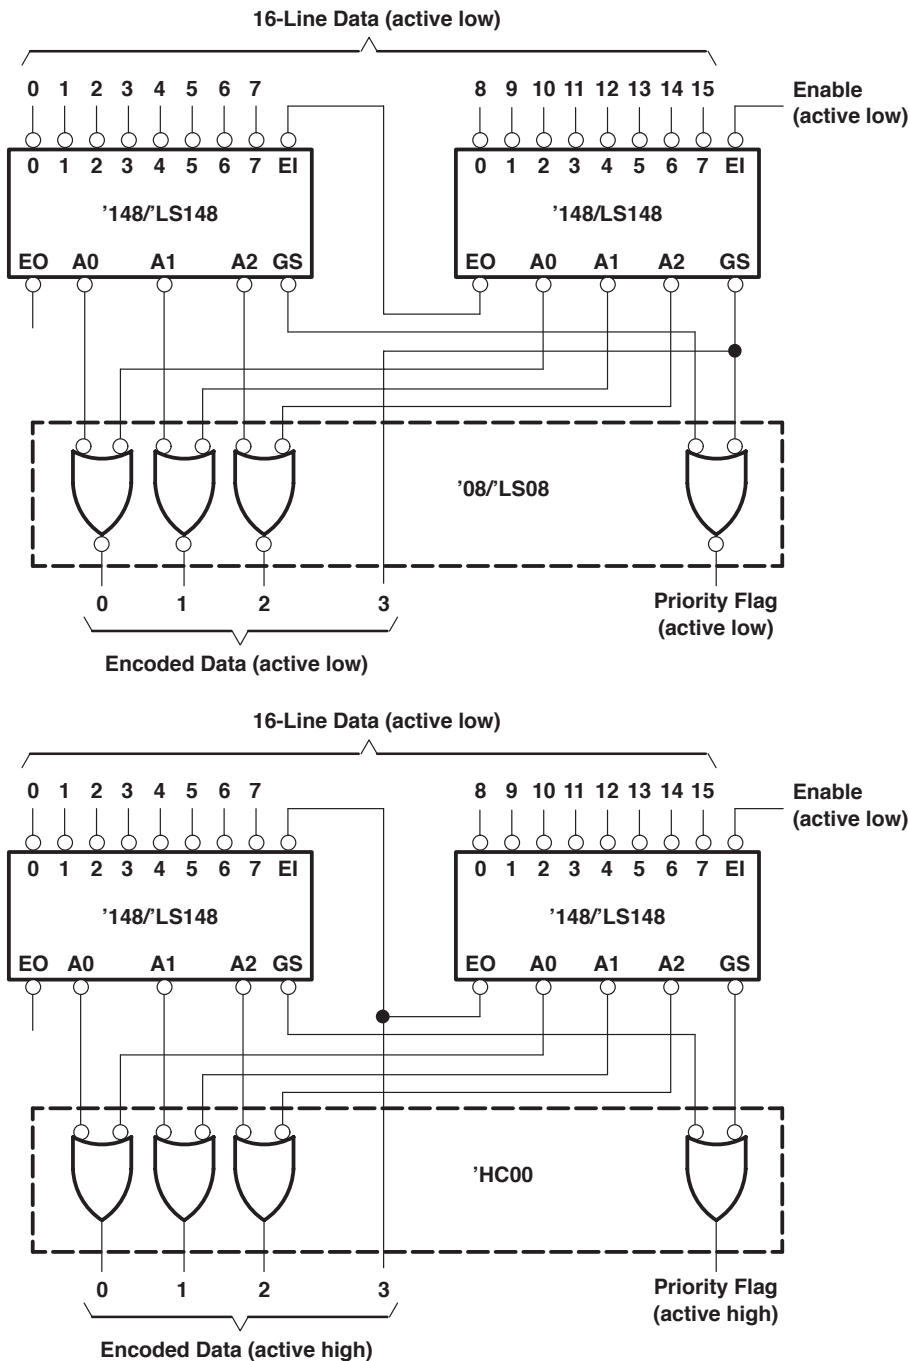 16-Line Data (active low)
0 1 2 3 4 5 6 7 8 9 10 11 12 13 14 15 Enable
(active low)
0 1 2 3 4 5 6 7 EI 0 1 2 3 4 5 6 7 EI
’148/’LS148 ’148/LS148
EO A0 A1 A2 GS EO A0 A1 A2 GS
’08/’LS08
0 1 2 3 Priority Flag
(active low)
Encoded Data (active low)
16-Line Data (active low)
0 1 2 3 4 5 6 7 8 9 10 11 12 13 14 15 Enable
(active low)
0 1 2 3 4 5 6 7 EI 0 1 2 3 4 5 6 7 EI
’148/’LS148 ’148/’LS148
EO A0 A1 A2 GS EO A0 A1 A2 GS
’HC00
0 1 2 3 Priority Flag
(active high)
Encoded Data (active high)